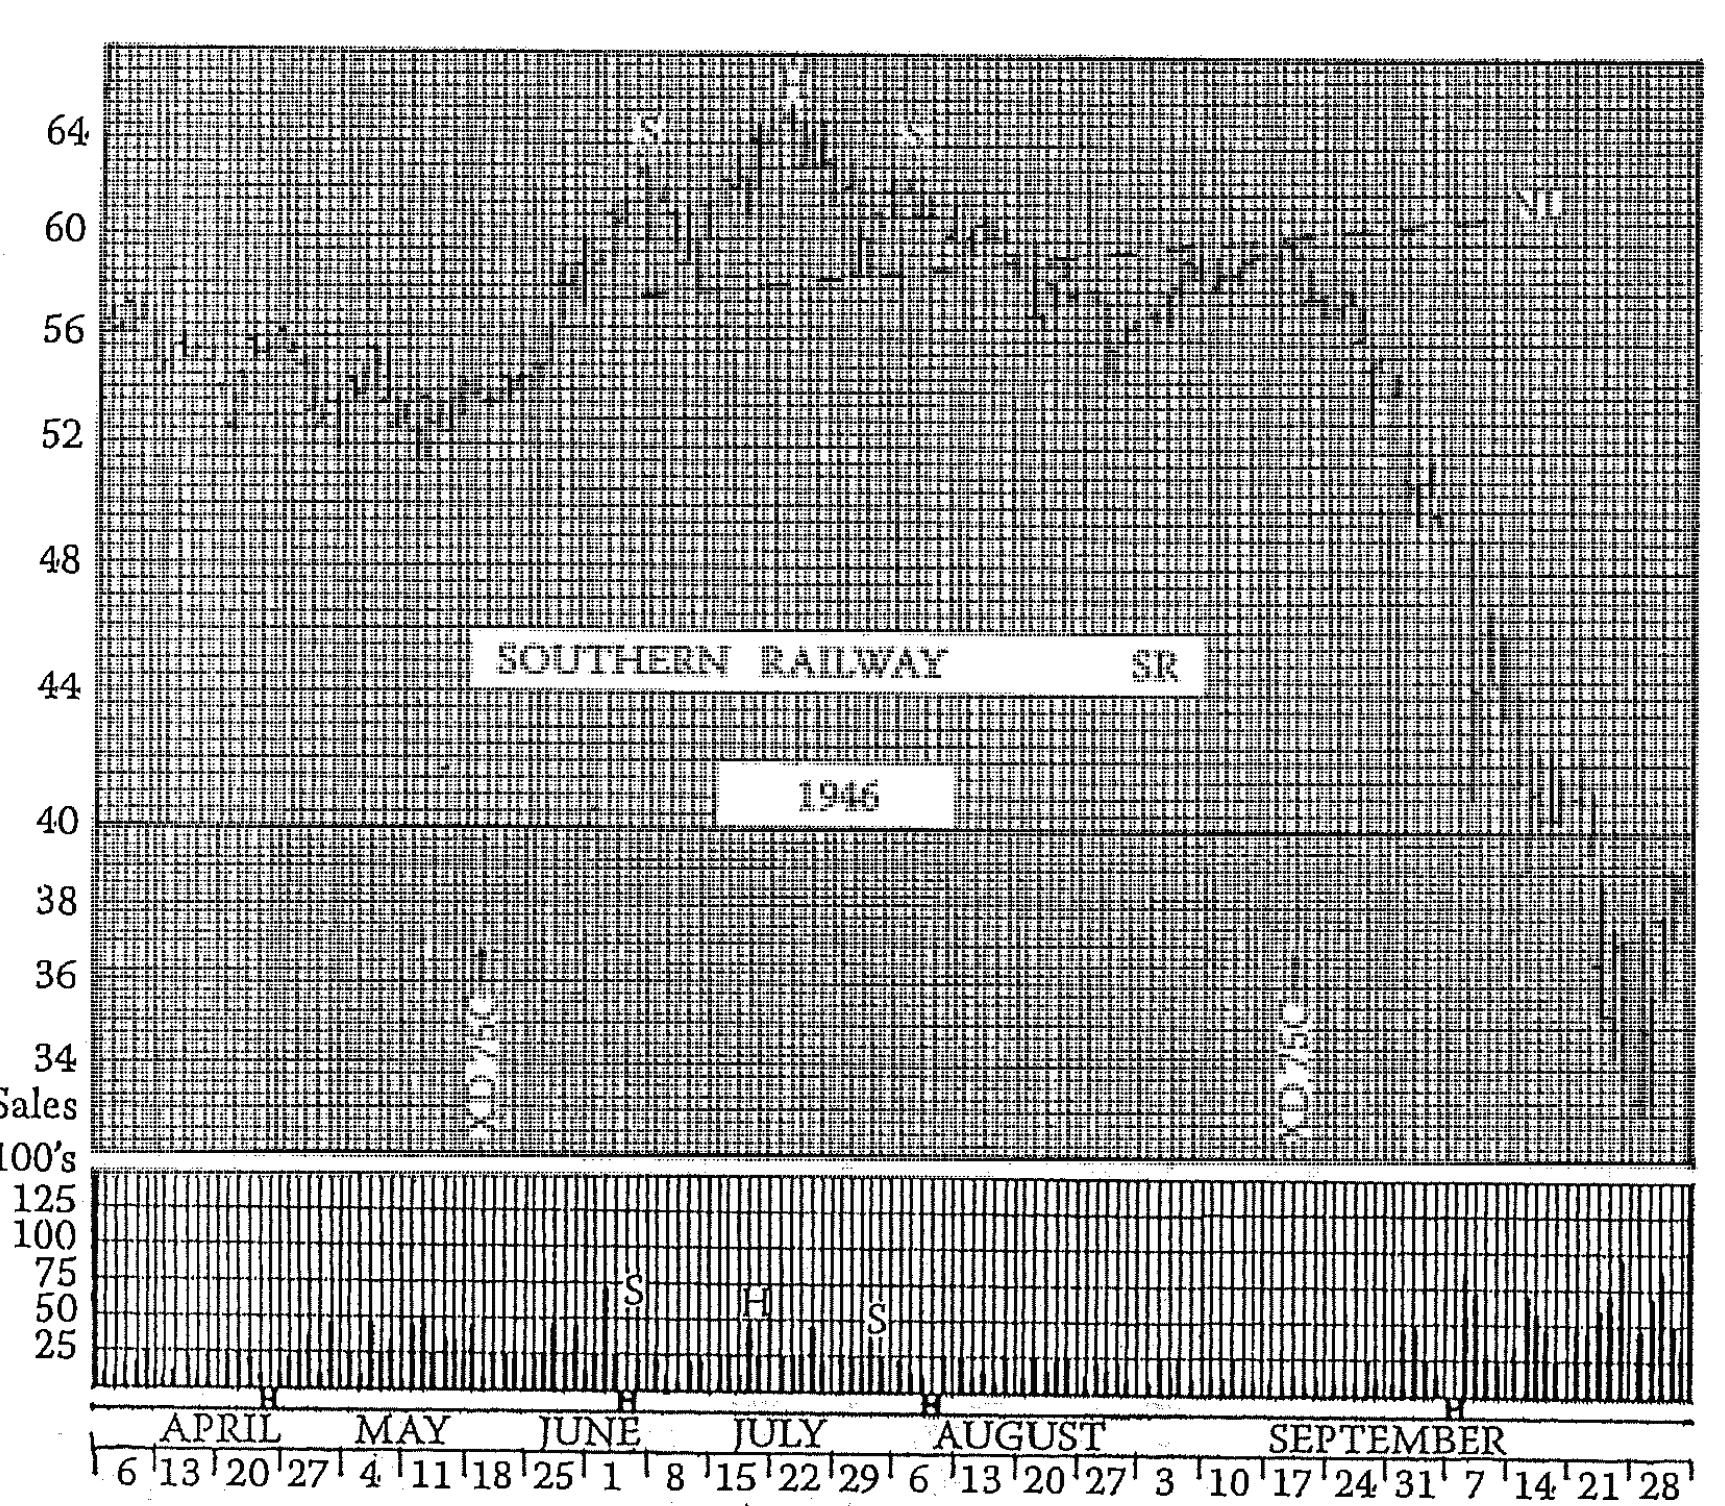 64
S
S
60
NL
56
52
48
SOUTHERN RAILWAY SR
44
1946
40
38
36
34
Sales
100's
125
100
75
S
H
S
50
25
H H H H
APRIL MAY JUNE JULY AUGUST SEPTEMBER
6 13 20 27 4 11 18 25 1 8 15 22 29 6 13 20 27 3 10 17 24 31 7 14 21 28